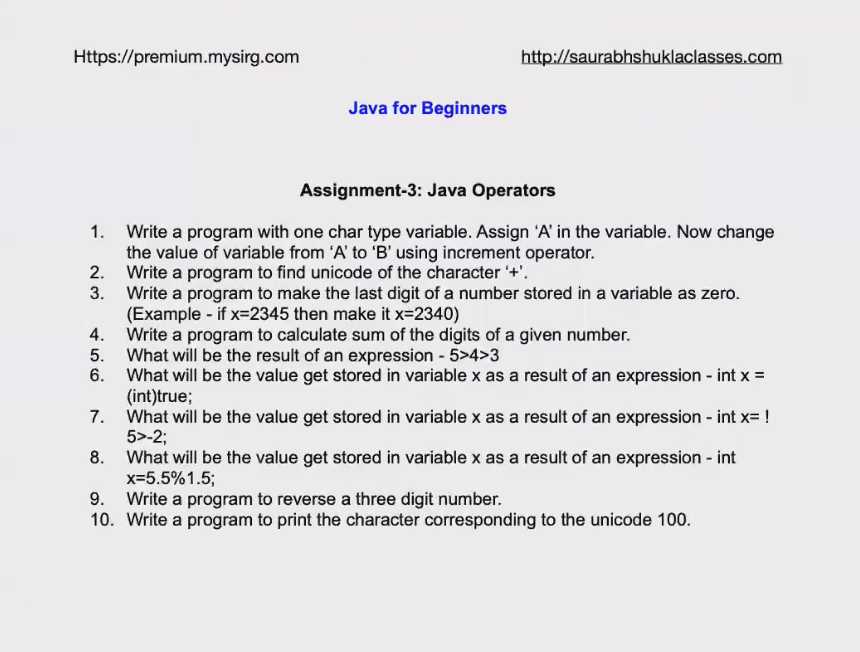 Https://premium.mysirg.com
http://saurabhshuklaclasses.com
Java for Beginners
Assignment-3: Java Operators
1. Write a program with one char type variable. Assign ‘A’ in the variable. Now change
the value of variable from ‘A’ to ‘B’ using increment operator.
2. Write a program to find unicode of the character ‘+’.
3. Write a program to make the last digit of a number stored in a variable as zero.
(Example - if x=2345 then make it x=2340)
4. Write a program to calculate sum of the digits of a given number.
5. What will be the result of an expression - 5>4>3
6. What will be the value get stored in variable x as a result of an expression - int x =
(int)true;
7. What will be the value get stored in variable x as a result of an expression - int x= !
5>-2;
8. What will be the value get stored in variable x as a result of an expression - int
x=5.5%1.5;
9. Write a program to reverse a three digit number.
10. Write a program to print the character corresponding to the unicode 100.